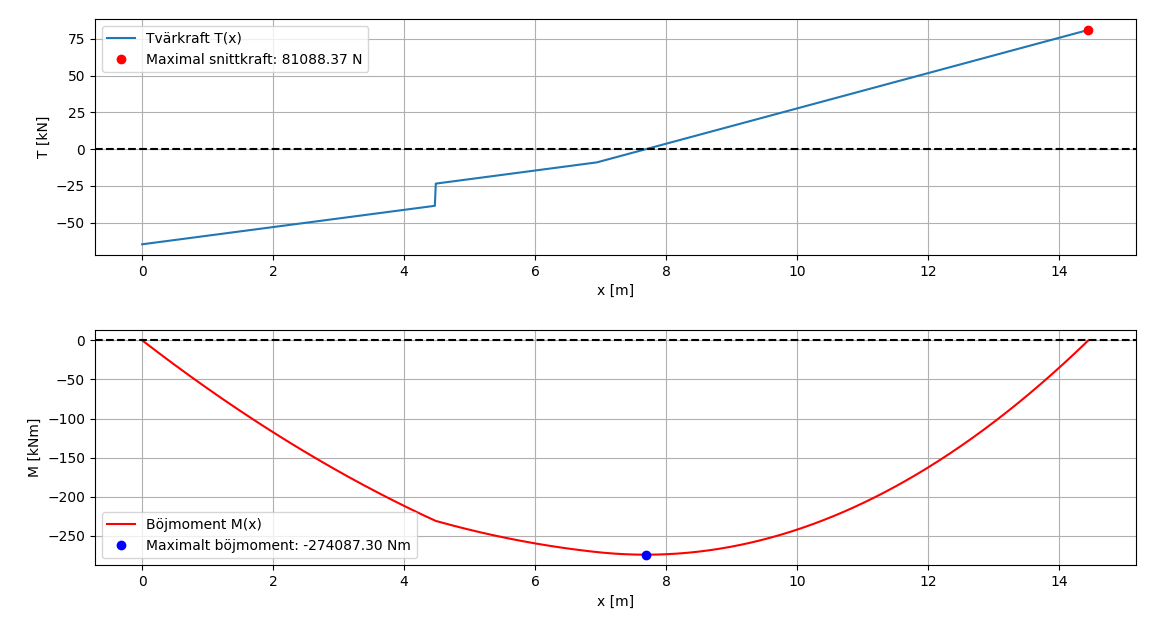 Tvärkraft T(x)
Maximal snittkraft: 81088.37 N
T [kN]
75
50
25
0
−25
−50
0 2 4 6 8 10 12 14
x [m]
M [kNm]
0
−50
−100
−150
−200
−250
Böjmoment M(x)
Maximalt böjmoment: -274087.30 Nm
0 2 4 6 8 10 12 14
x [m]